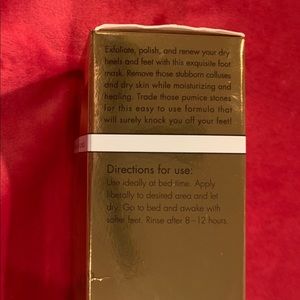 Exfoliate, polish, and renew your dry
heels and feet with this exquisite foot
mask. Remove those stubborn calluses
and dry skin while moisturizing and
healing. Trade those pumice stones
for this easy to use formula that
will surely knock you off your feet!
Directions for use:
Use ideally at bed-time. Apply
liberally to desired area and let
dry. Go to bed and awake with
softer feet. Rinse after 8–12 hours.